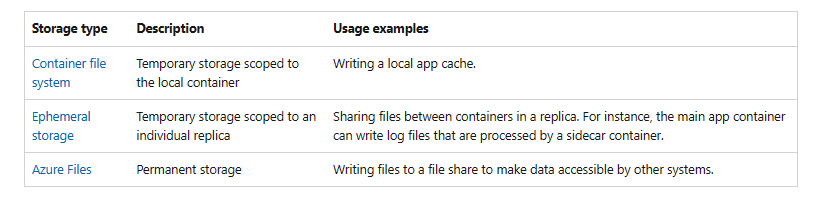 Storage type Description Usage examples
Container file system Temporary storage scoped to the local container Writing a local app cache.
Ephemeral storage Temporary storage scoped to an individual replica Sharing files between containers in a replica. For instance, the main app container can write log files that are processed by a sidecar container.
Azure Files Permanent storage Writing files to a file share to make data accessible by other systems.